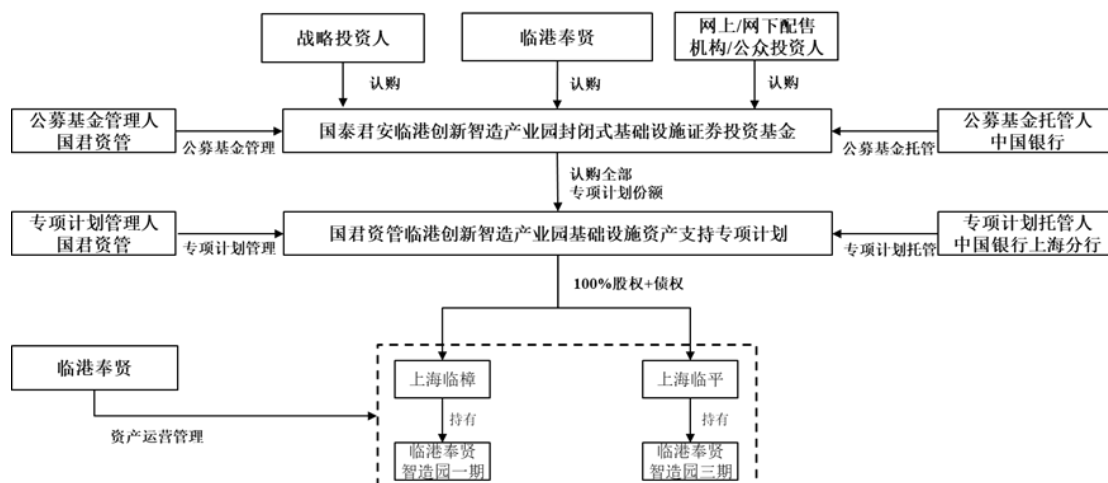 战略投资人
临港奉贤
网上/网下配售
机构/公众投资人
认购
认购
认购
公募基金管理人
国君资管
公募基金管理
国泰君安临港创新智造产业园封闭式基础设施证券投资基金
公募基金托管
公募基金托管人
中国银行
认购全部
专项计划份额
专项计划管理人
国君资管
专项计划管理
国君资管临港创新智造产业园基础设施资产支持专项计划
专项计划托管
专项计划托管人
中国银行上海分行
100%股权+债权
临港奉贤
资产运营管理
上海临樟
上海临平
持有
持有
临港奉贤
智造园一期
临港奉贤
智造园三期